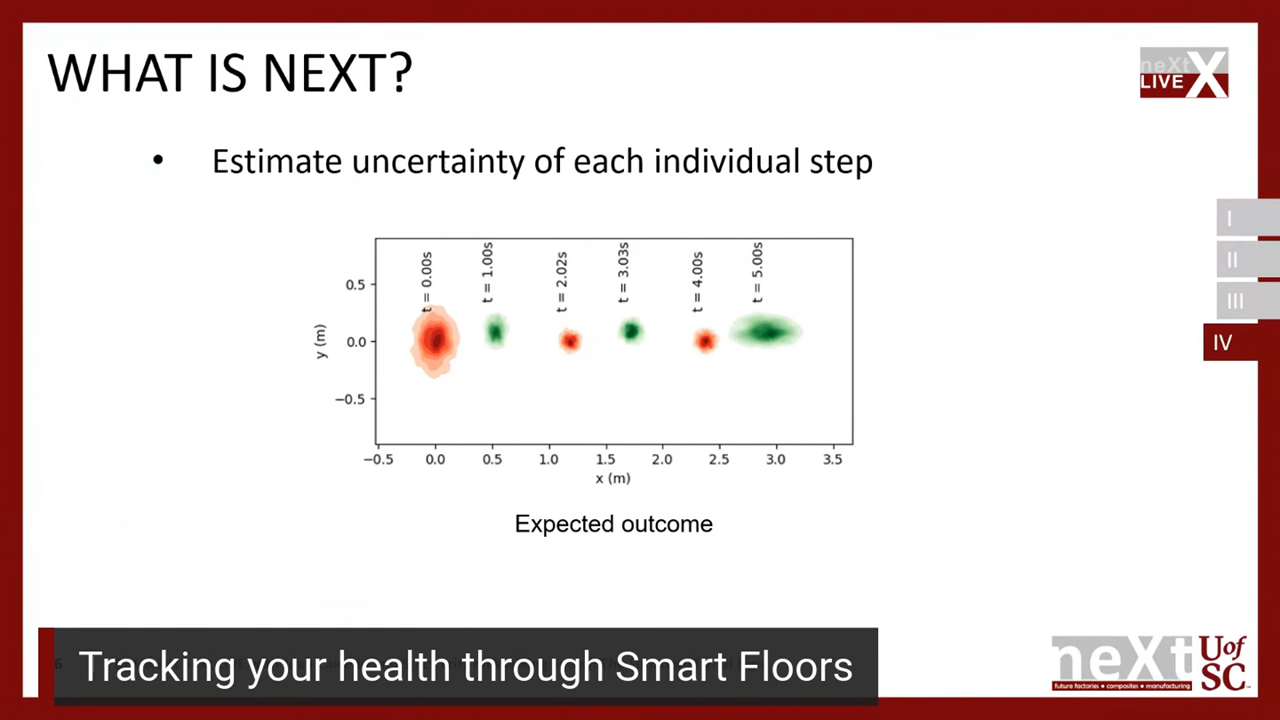 WHAT IS NEXT?
neXt
LIVE X
• Estimate uncertainty of each individual step
I
II
III
IV
t = 0.00s
t = 1.00s
t = 2.02s
t = 3.03s
t = 4.00s
t = 5.00s
0.5
0.0
−0.5
y (m)
−0.5 0.0 0.5 1.0 1.5 2.0 2.5 3.0 3.5
x (m)
Expected outcome
Tracking your health through Smart Floors
neXt
future factories • composites • manufacturing
U of SC